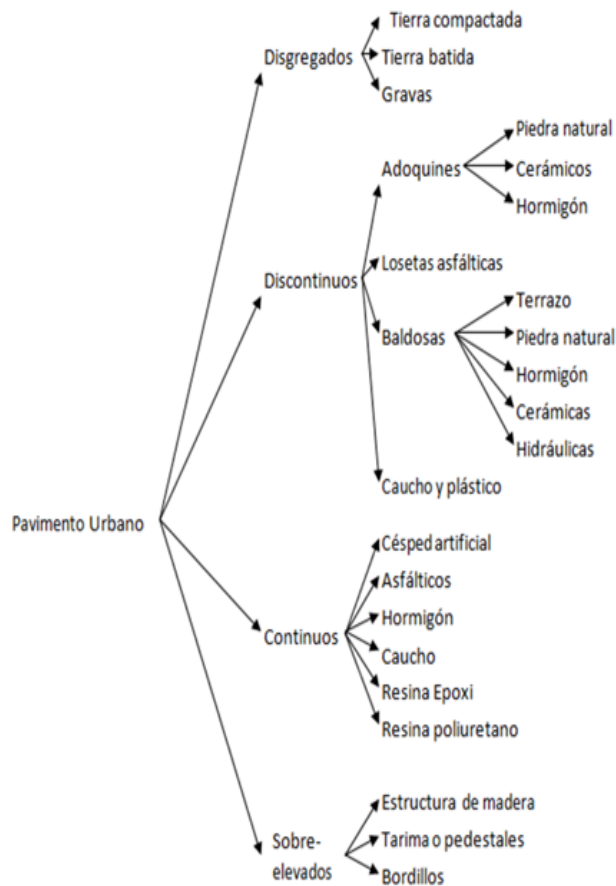 Tierra compactada
Disgregados
Tierra batida
Gravas
Piedra natural
Adoquines
Cerámicos
Hormigón
Losetas asfálticas
Discontinuos
Terrazo
Baldosas
Piedra natural
Hormigón
Cerámicas
Hidráulicas
Caucho y plástico
Pavimento Urbano
Césped artificial
Asfálticos
Hormigón
Continuos
Caucho
Resina Epoxi
Resina poliuretano
Estructura de madera
Sobre-
elevados
Tarima o pedestales
Bordillos